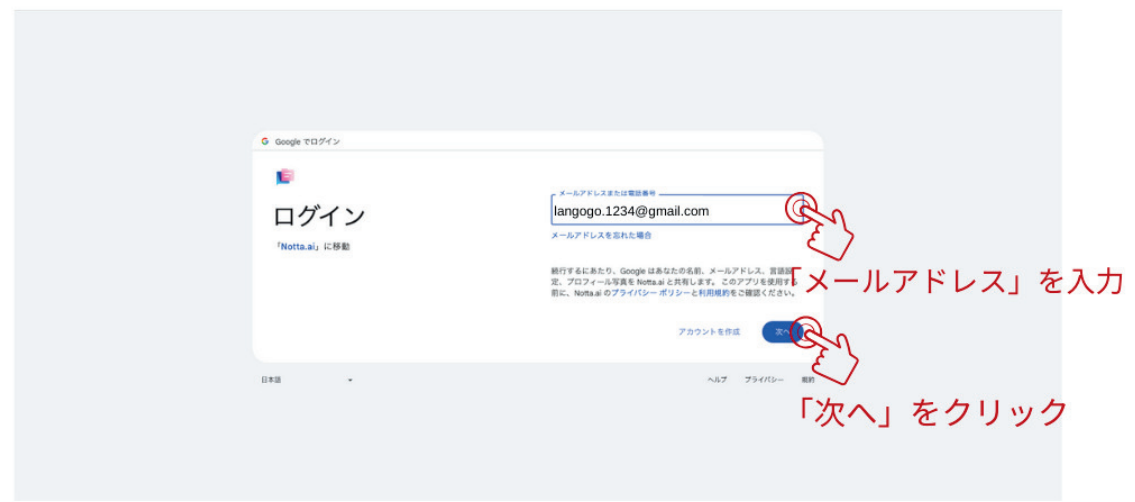 Google でログイン
ログイン
「Notta.ai」に移動
メールアドレスまたは電話番号
langogo.1234@gmail.com
メールアドレスを忘れた場合
続行するにあたり、Google はあなたの名前、メールアドレス、言語設
定、プロフィール写真を Notta.ai と共有します。このアプリを使用する
前に、Notta.ai のプライバシー ポリシーと利用規約をご確認ください。
「メールアドレス」を入力
アカウントを作成
次へ
「次へ」をクリック
日本語
ヘルプ プライバシー 規約